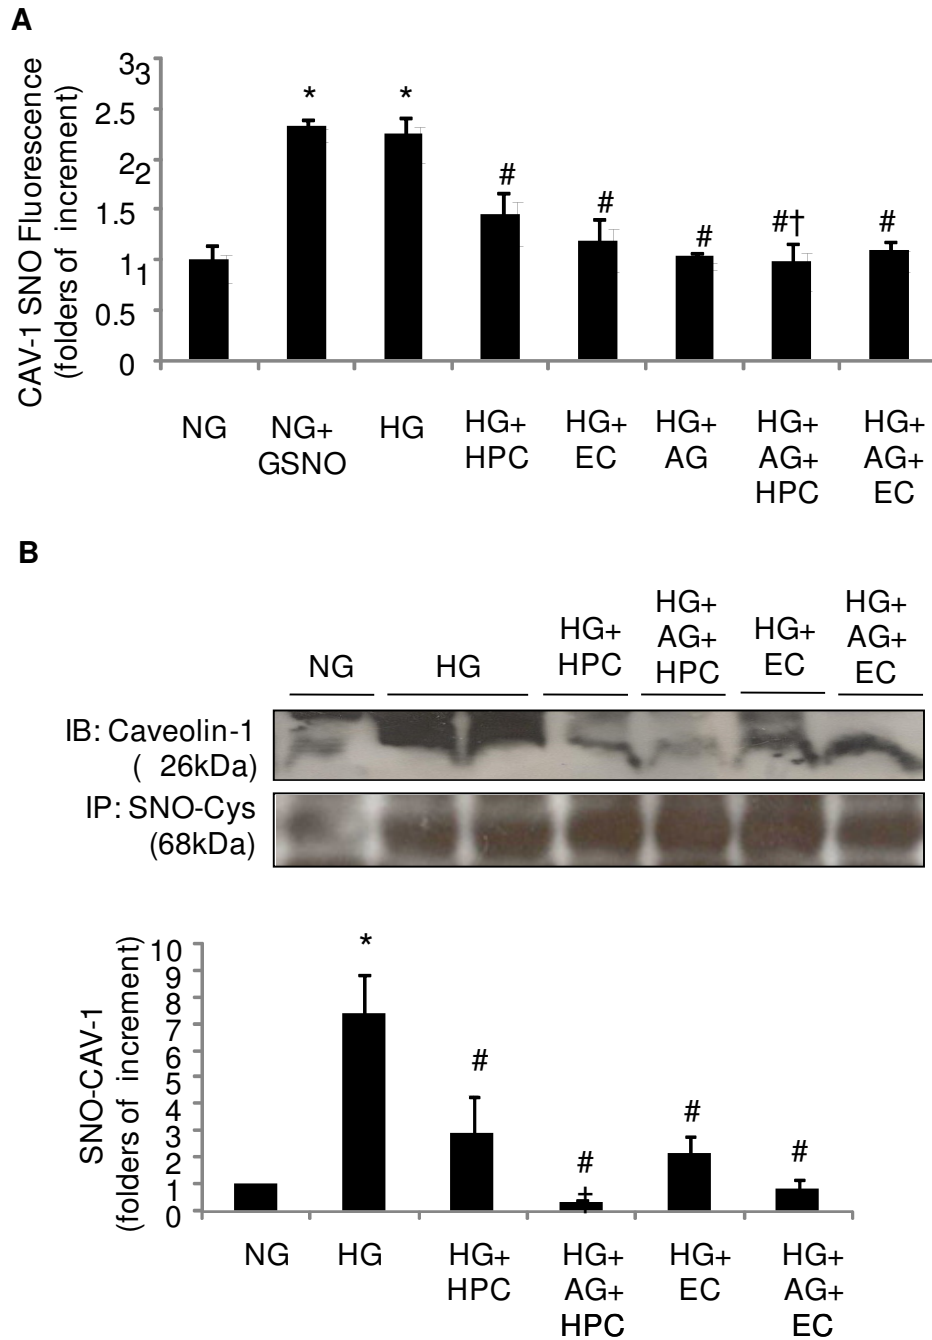 A
CAV-1 SNO Fluorescence
(folders of increment)
3 3
2.5
2 2
1.5
1 1
0.5
0
* * # # # #† #
NG NG+ HG HG+ HG+ HG+ HG+ HG+
GSNO HPC EC AG AG+ AG+
HPC EC
B
HG+ HG+
HG+ AG+ HG+ AG+
NG HG HPC HPC EC EC
IB: Caveolin-1
( 26kDa)
IP: SNO-Cys
(68kDa)
SNO-CAV-1
(folders of increment)
10
9
8
7
6
5
4
3
2
1
0
*
#
#
†
#
#
NG HG HG+ HG+ HG+ HG+
HPC AG+ EC AG+
HPC EC